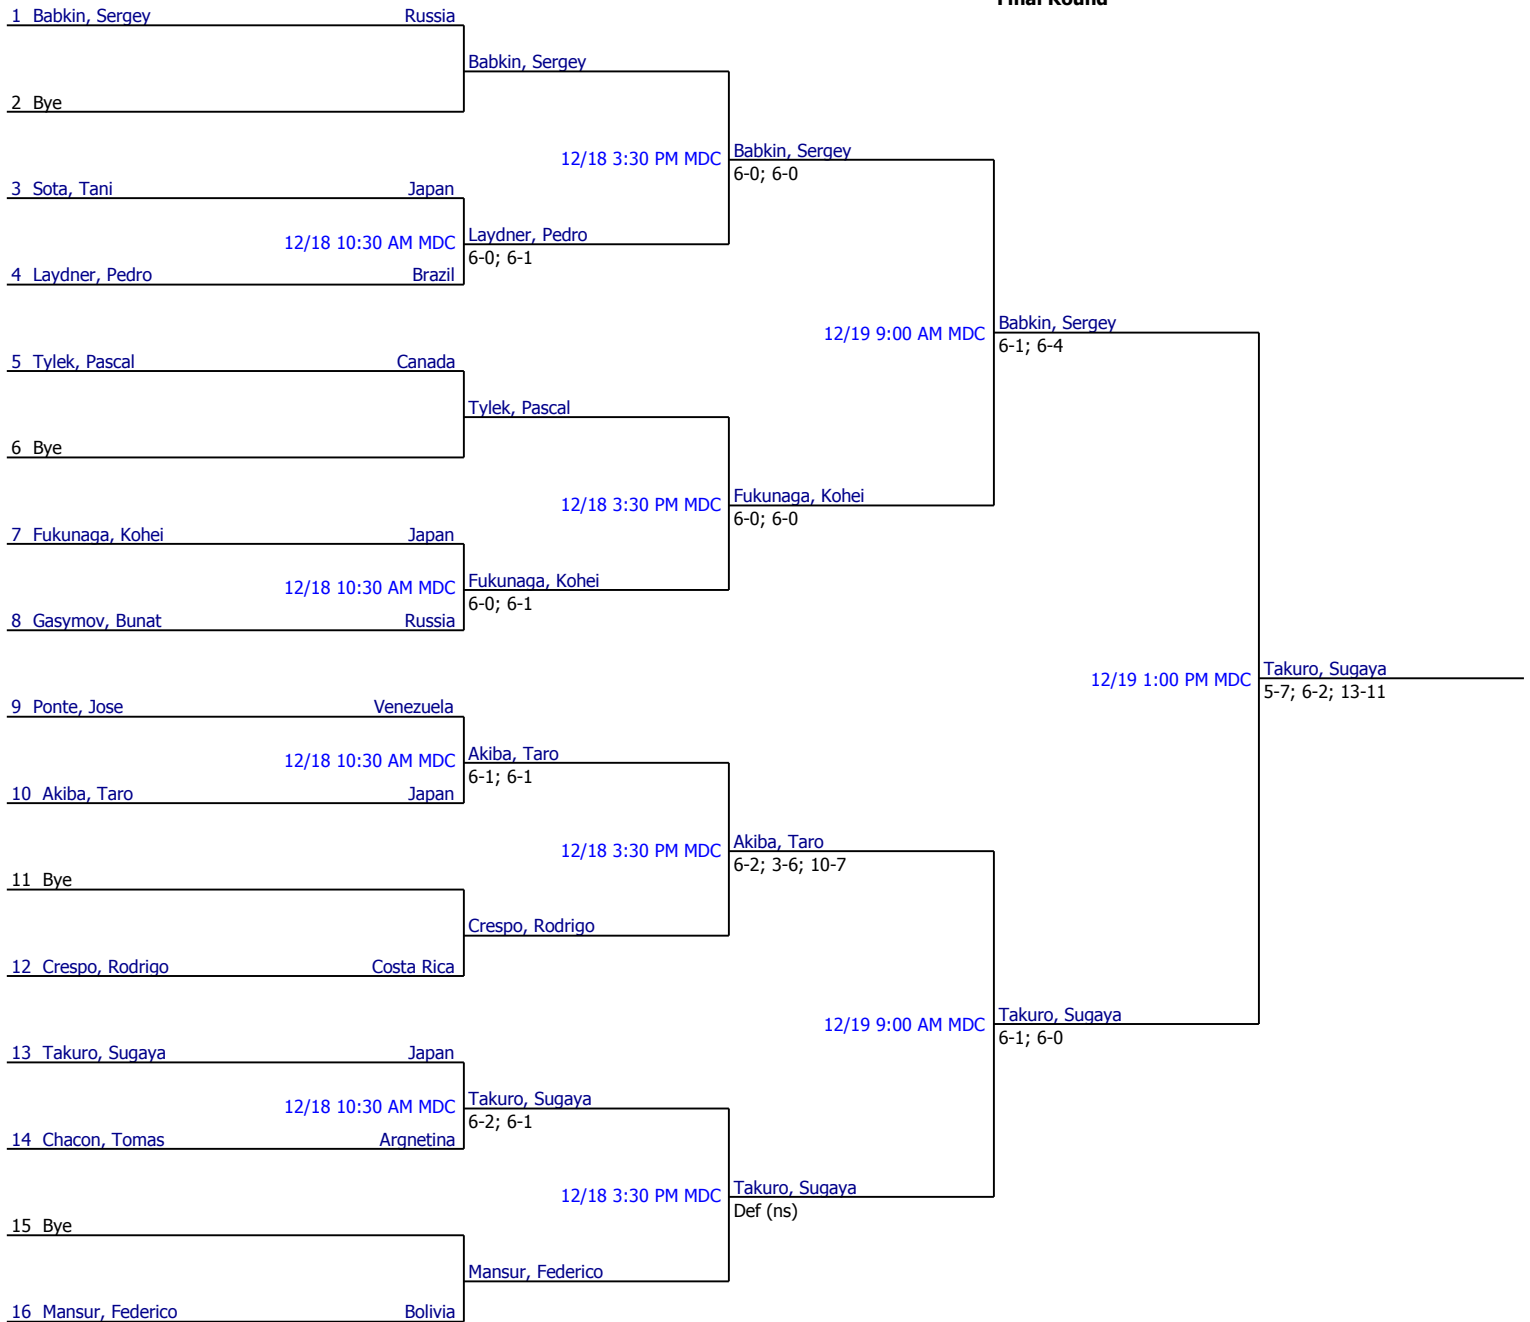 Final Round
1 Babkin, Sergey Russia
Babkin, Sergey
2 Bye
12/18 3:30 PM MDC Babkin, Sergey
6-0; 6-0
3 Sota, Tani Japan
12/18 10:30 AM MDC Laydner, Pedro
6-0; 6-1
4 Laydner, Pedro Brazil
12/19 9:00 AM MDC Babkin, Sergey
6-1; 6-4
5 Tylek, Pascal Canada
Tylek, Pascal
6 Bye
12/18 3:30 PM MDC Fukunaga, Kohei
6-0; 6-0
7 Fukunaga, Kohei Japan
12/18 10:30 AM MDC Fukunaga, Kohei
6-0; 6-1
8 Gasymov, Bunat Russia
12/19 1:00 PM MDC Takuro, Sugaya
5-7; 6-2; 13-11
9 Ponte, Jose Venezuela
12/18 10:30 AM MDC Akiba, Taro
6-1; 6-1
10 Akiba, Taro Japan
12/18 3:30 PM MDC Akiba, Taro
6-2; 3-6; 10-7
11 Bye
Crespo, Rodrigo
12 Crespo, Rodrigo Costa Rica
12/19 9:00 AM MDC Takuro, Sugaya
6-1; 6-0
13 Takuro, Sugaya Japan
12/18 10:30 AM MDC Takuro, Sugaya
6-2; 6-1
14 Chacon, Tomas Argnetina
12/18 3:30 PM MDC Takuro, Sugaya
Def (ns)
15 Bye
Mansur, Federico
16 Mansur, Federico Bolivia